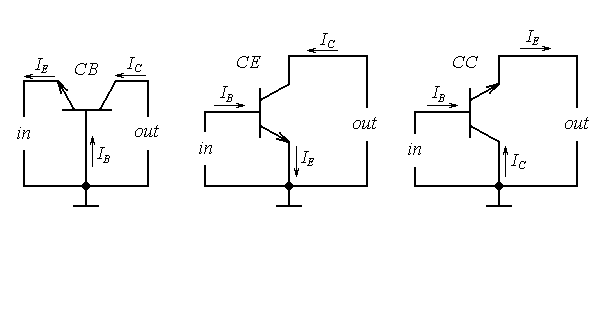 CB
I_E
I_C
in
out
I_B
CE
I_C
I_B
in
out
I_E
CC
I_E
I_B
in
out
I_C